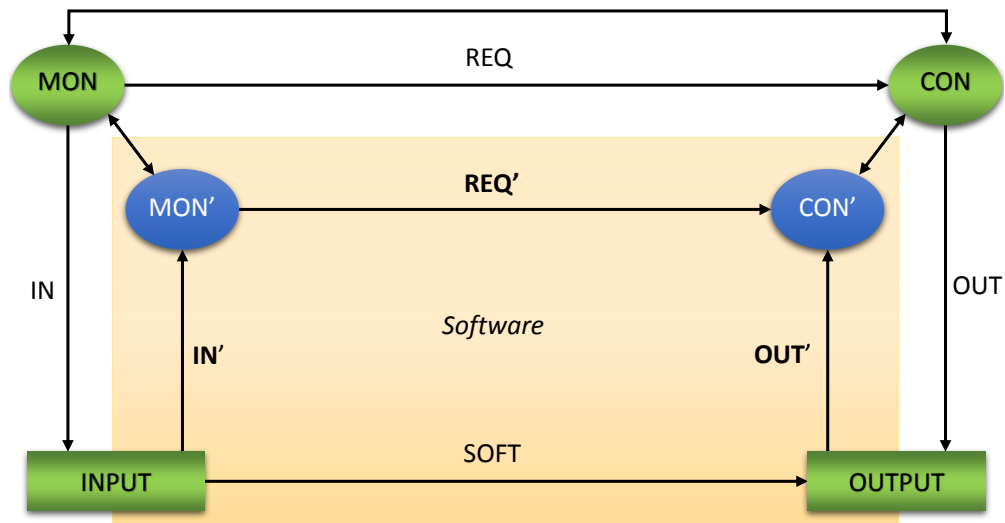 REQ
MON
CON
REQ’
MON’
CON’
IN
OUT
Software
IN’
OUT’
SOFT
INPUT
OUTPUT